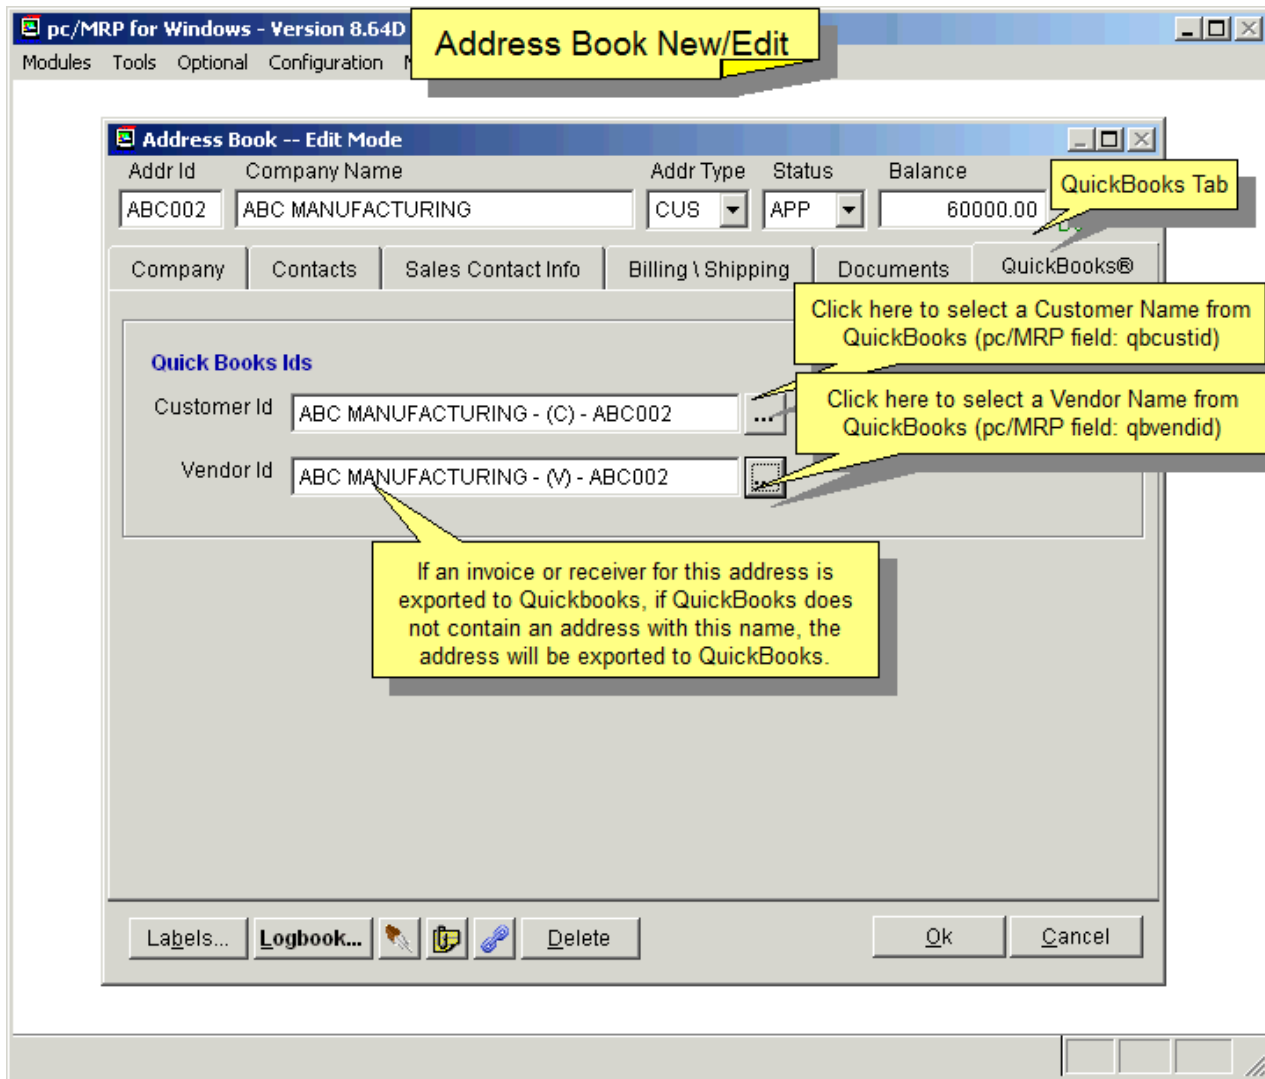 pc/MRP for Windows - Version 8.64D
Address Book New/Edit
Modules Tools Optional Configuration
Address Book -- Edit Mode
Addr Id Company Name Addr Type Status Balance
QuickBooks Tab
ABC002 ABC MANUFACTURING CUS APP 60000.00
Company Contacts Sales Contact Info Billing \ Shipping Documents QuickBooks®
Click here to select a Customer Name from
QuickBooks (pc/MRP field: qbcustid)
Quick Books Ids
Customer Id ABC MANUFACTURING - (C) - ABC002 ...
Click here to select a Vendor Name from
QuickBooks (pc/MRP field: qbvendid)
Vendor Id ABC MANUFACTURING - (V) - ABC002 ...
If an invoice or receiver for this address is
exported to Quickbooks, if QuickBooks does
not contain an address with this name, the
address will be exported to QuickBooks.
Labels... Logbook... Delete Ok Cancel